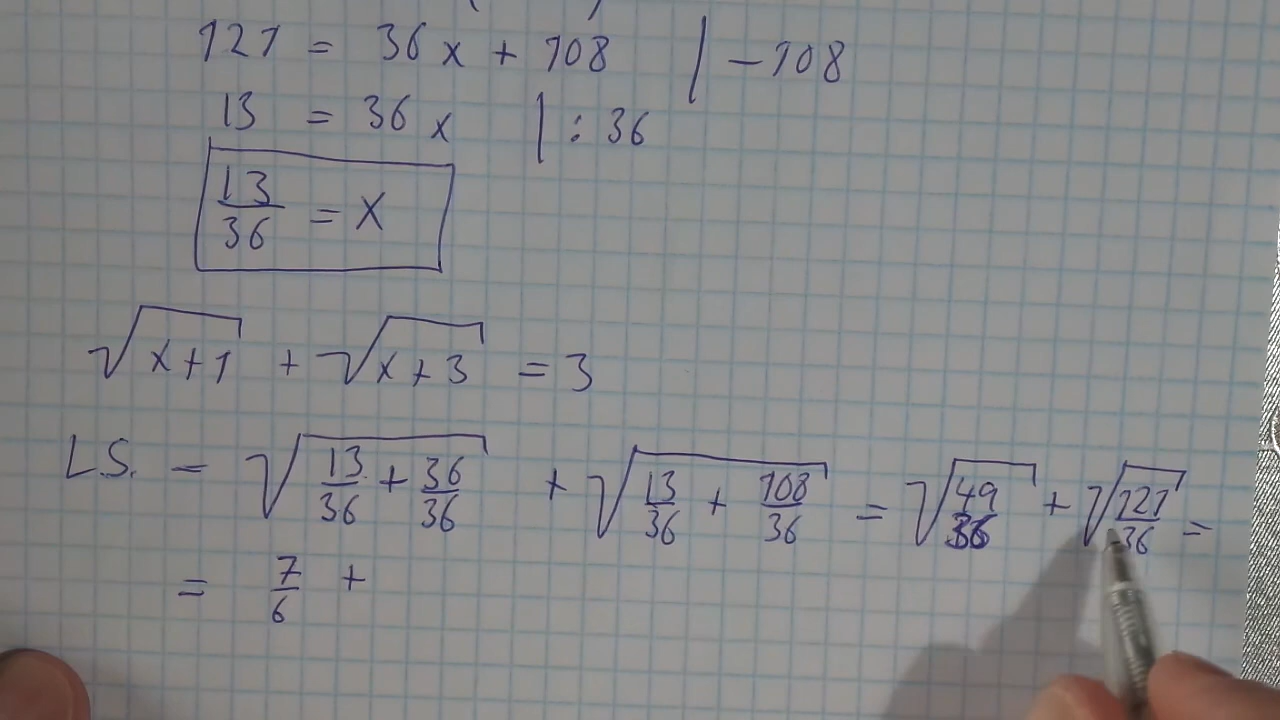 121 = 36x + 108 | - 108
13 = 36x | : 36
13/36 = x
√(x+1) + √(x+3) = 3
L.S. = √(13/36 + 36/36) + √(13/36 + 108/36) = √(49/36) + √(121/36) =
= 7/6 +